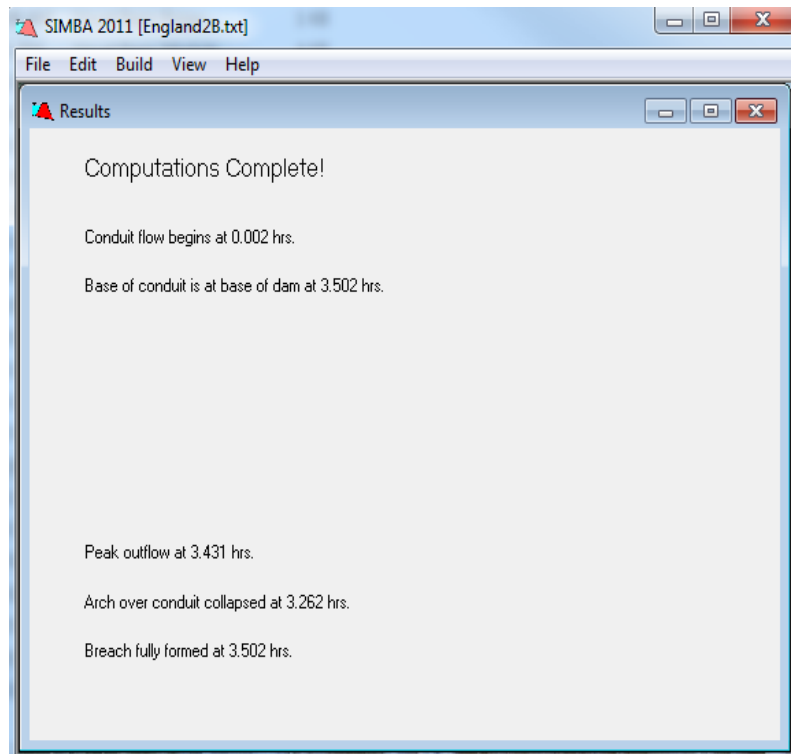 SIMBA 2011 [England2B.txt]
File Edit Build View Help
Results
Computations Complete!
Conduit flow begins at 0.002 hrs.
Base of conduit is at base of dam at 3.502 hrs.
Peak outflow at 3.431 hrs.
Arch over conduit collapsed at 3.262 hrs.
Breach fully formed at 3.502 hrs.